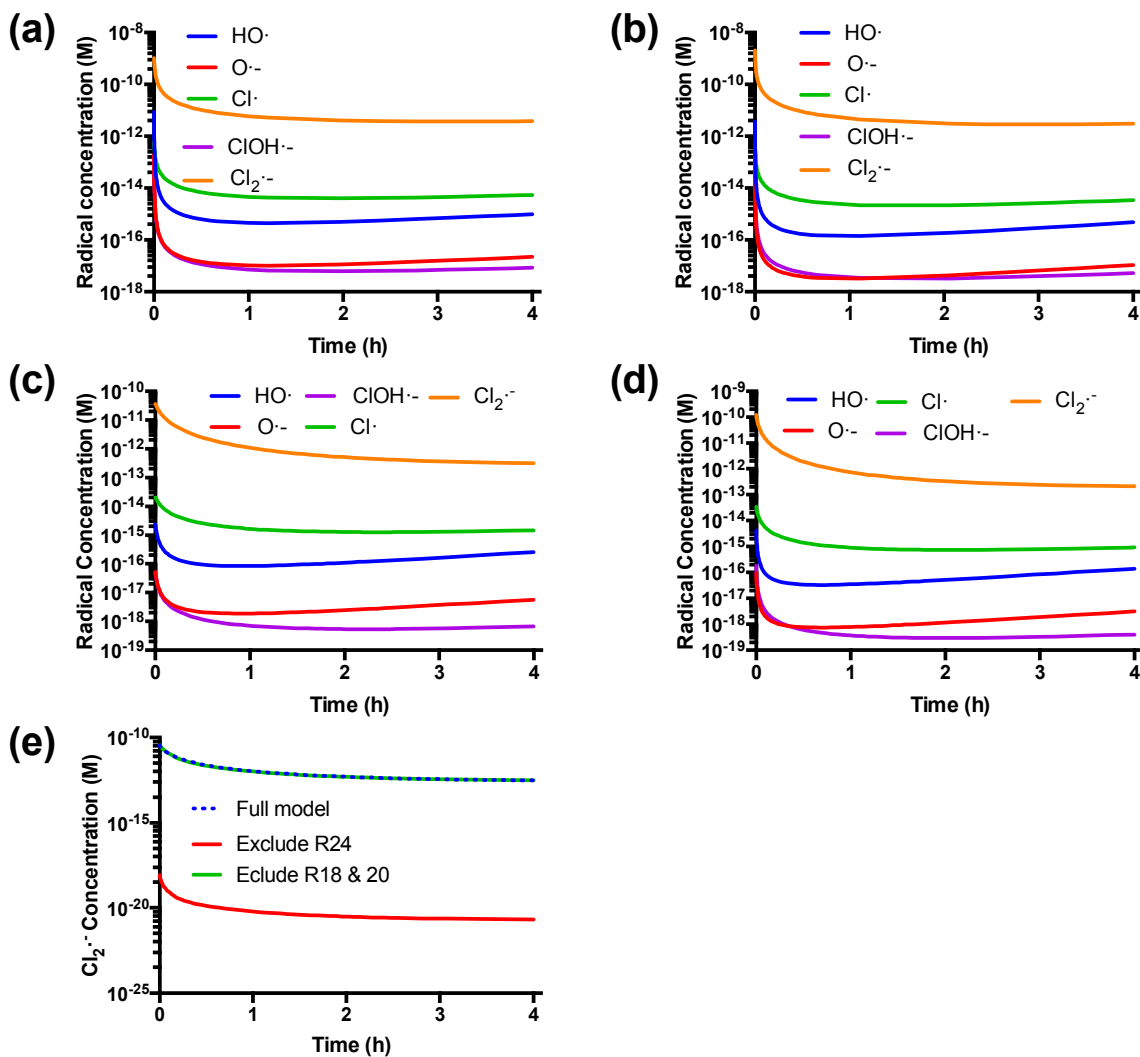 (a)
Radical concentration (M)
10⁻⁸
10⁻¹⁰
10⁻¹²
10⁻¹⁴
10⁻¹⁶
10⁻¹⁸
HO·
O·-
Cl·
ClOH·-
Cl₂·-
0 1 2 3 4
Time (h)
(b)
Radical concentration (M)
10⁻⁸
10⁻¹⁰
10⁻¹²
10⁻¹⁴
10⁻¹⁶
10⁻¹⁸
HO·
O·-
Cl·
ClOH·-
Cl₂·-
0 1 2 3 4
Time (h)
(c)
Radical Concentration (M)
10⁻¹⁰
10⁻¹¹
10⁻¹²
10⁻¹³
10⁻¹⁴
10⁻¹⁵
10⁻¹⁶
10⁻¹⁷
10⁻¹⁸
10⁻¹⁹
HO· ClOH·- Cl₂·-
O·- Cl·
0 1 2 3 4
Time (h)
(d)
Radical Concentration (M)
10⁻⁹
10⁻¹⁰
10⁻¹¹
10⁻¹²
10⁻¹³
10⁻¹⁴
10⁻¹⁵
10⁻¹⁶
10⁻¹⁷
10⁻¹⁸
10⁻¹⁹
HO· Cl· Cl₂·-
O·- ClOH·-
0 1 2 3 4
Time (h)
(e)
Cl₂·- Concentration (M)
10⁻¹⁰
10⁻¹⁵
10⁻²⁰
10⁻²⁵
Full model
Exclude R24
Eclude R18 & 20
0 1 2 3 4
Time (h)